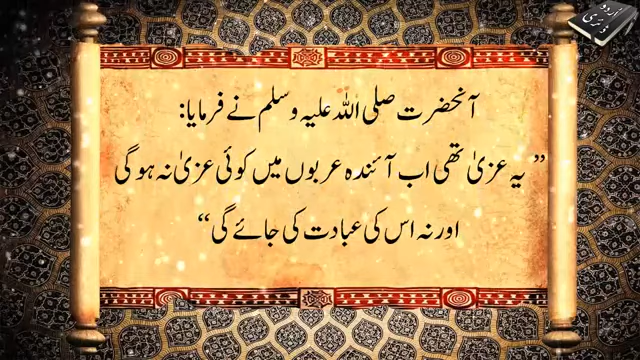 آنحضرت صلی اللہ علیہ وسلم نے فرمایا:
” یہ عزیٰ تھی اب آئندہ عربوں میں کوئی عزیٰ نہ ہوگی
اور نہ اس کی عبادت کی جائے گی “